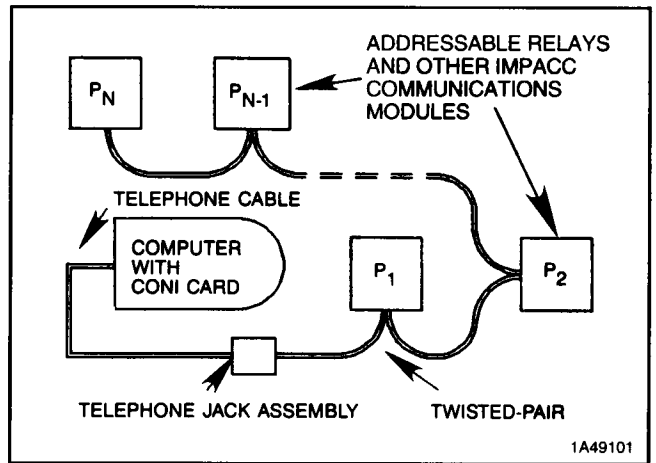 ADDRESSABLE RELAYS
AND OTHER IMPACC
COMMUNICATIONS
MODULES
PN
PN-1
TELEPHONE CABLE
COMPUTER
WITH
CONI CARD
P1
P2
TELEPHONE JACK ASSEMBLY
TWISTED-PAIR
1A49101